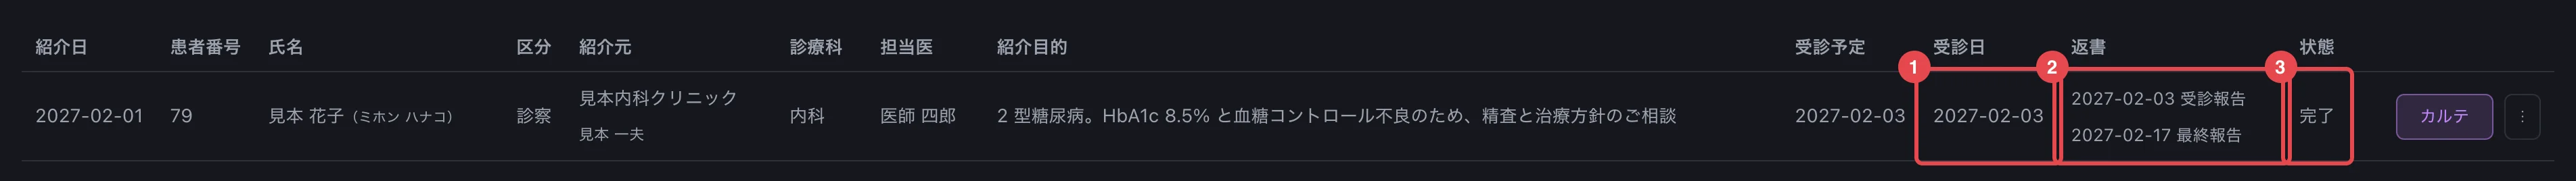 紹介日 患者番号 氏名 区分 紹介元 診療科 担当医 紹介目的 受診予定 受診日 返書 状態
1 2 3
2027-02-01 79 見本 花子（ミホン ハナコ） 診察 見本内科クリニック 内科 医師 四郎 2 型糖尿病。HbA1c 8.5% と血糖コントロール不良のため、精査と治療方針のご相談 2027-02-03 2027-02-03 2027-02-03 受診報告 完了 カルテ ⋮
見本 一夫 2027-02-17 最終報告